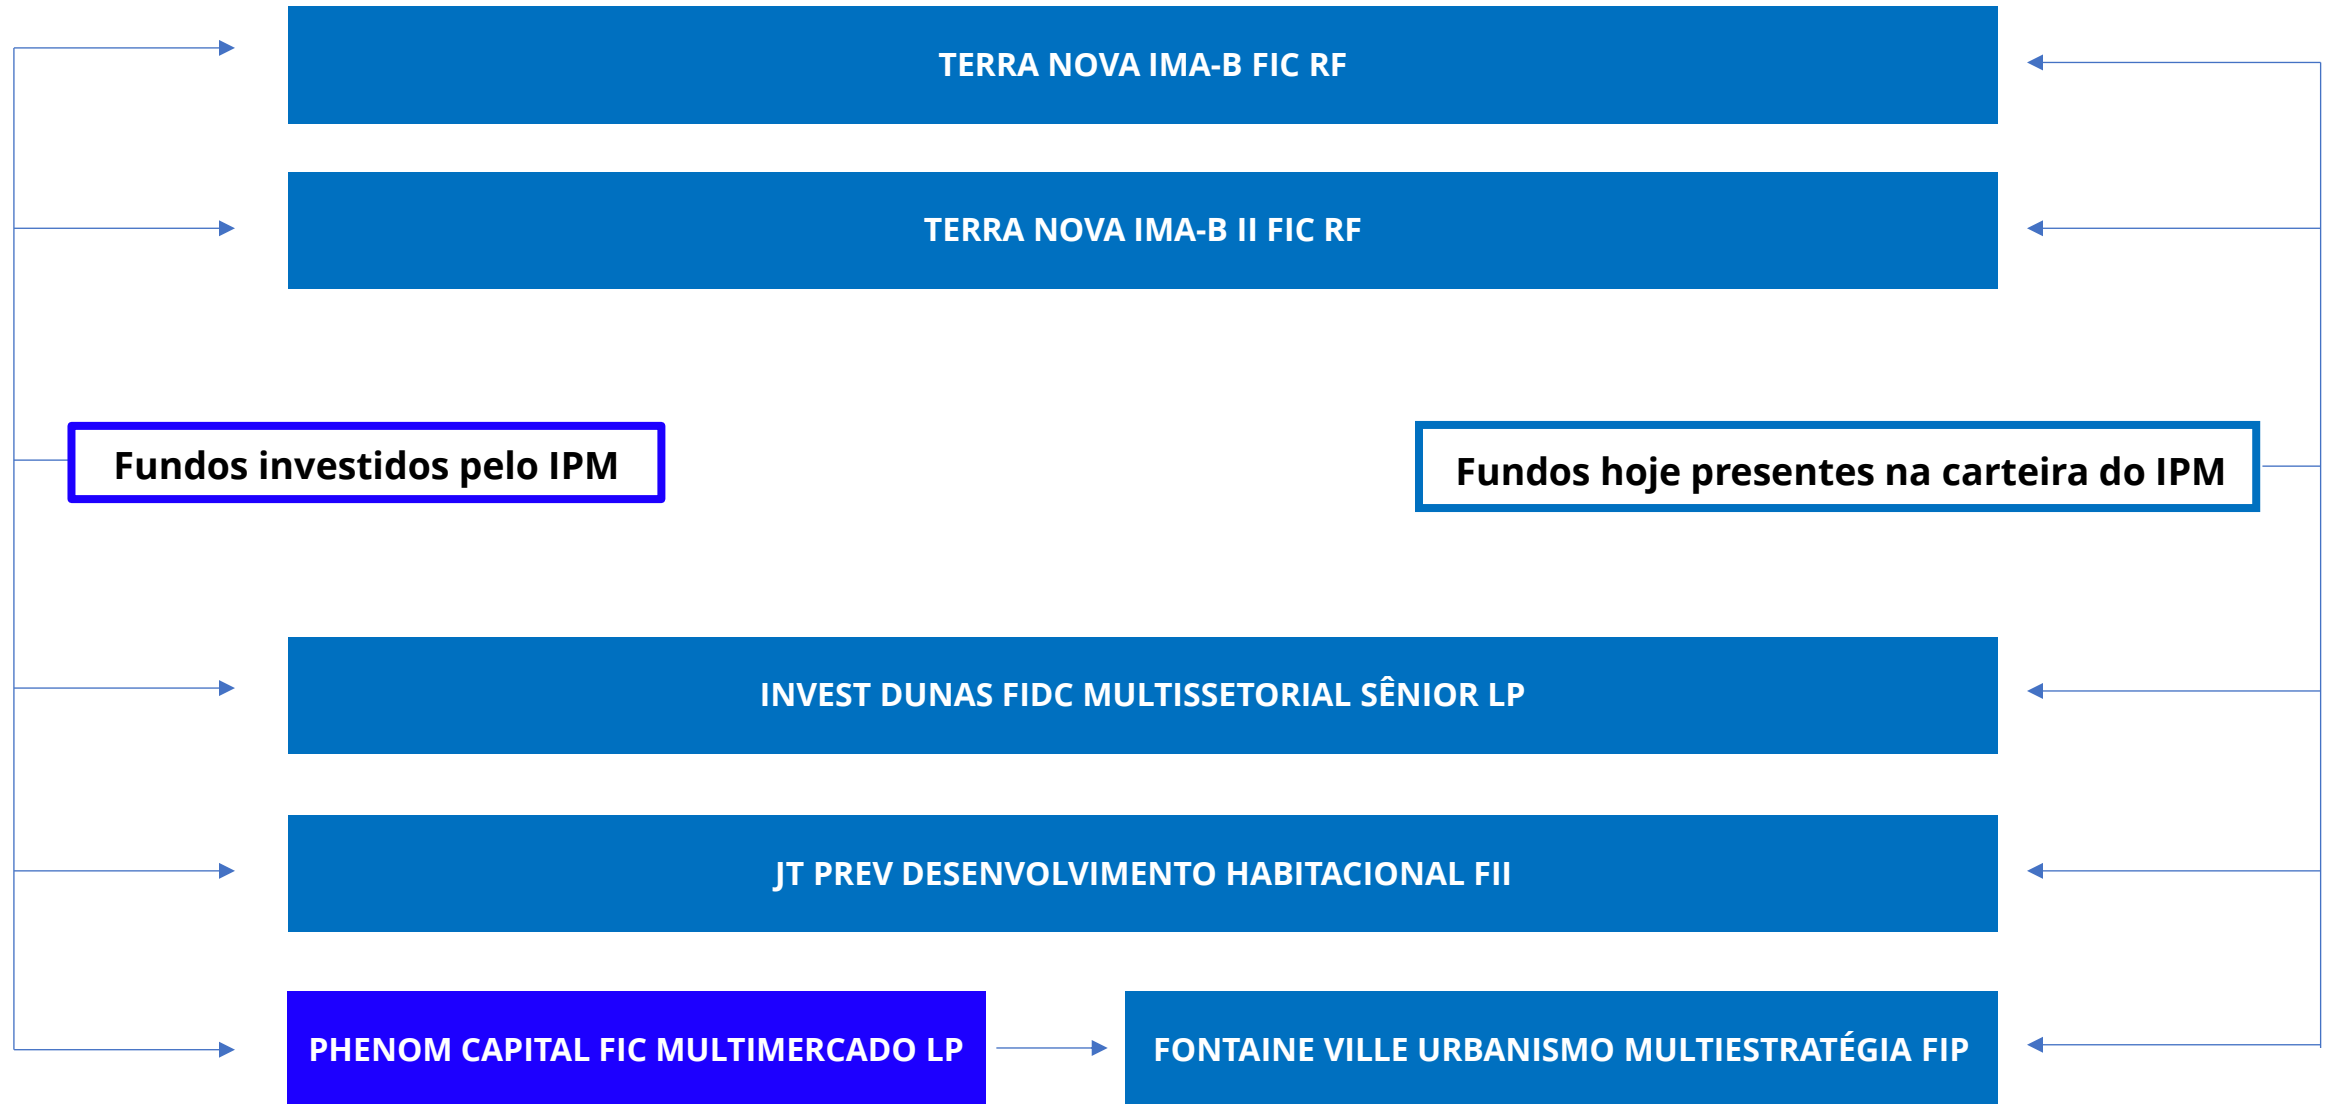 TERRA NOVA IMA-B FIC RF
TERRA NOVA IMA-B II FIC RF
Fundos investidos pelo IPM
Fundos hoje presentes na carteira do IPM
INVEST DUNAS FIDC MULTISSETORIAL SÊNIOR LP
JT PREV DESENVOLVIMENTO HABITACIONAL FII
PHENOM CAPITAL FIC MULTIMERCADO LP
FONTAINE VILLE URBANISMO MULTIESTRATÉGIA FIP